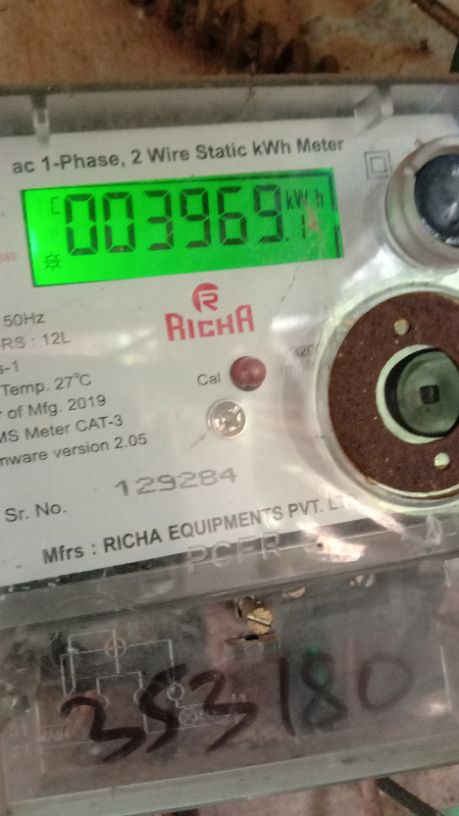 ac 1-Phase, 2 Wire Static kWh Meter
C 003969.1 kWh
RICHA
50Hz
RS : 12L
320
s-1
Temp. 27°C
Cal
r of Mfg. 2019
MS Meter CAT-3
mware version 2.05
Sr. No. 129284
Mfrs : RICHA EQUIPMENTS PVT. LT
353180